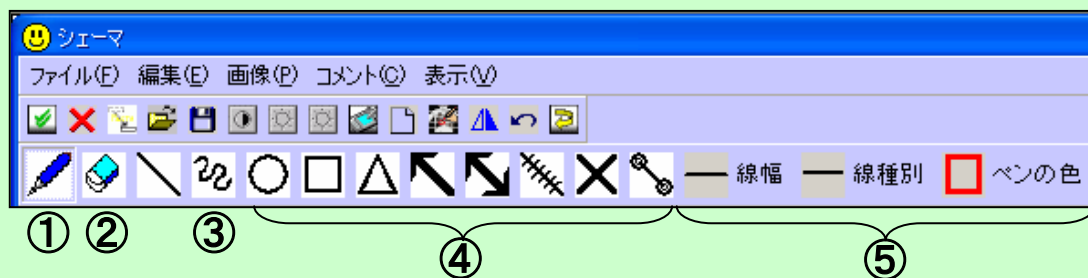 シェーマ
ファイル(F) 編集(E) 画像(P) コメント(C) 表示(V)
線幅 線種別 ペンの色
① ② ③ ④ ⑤